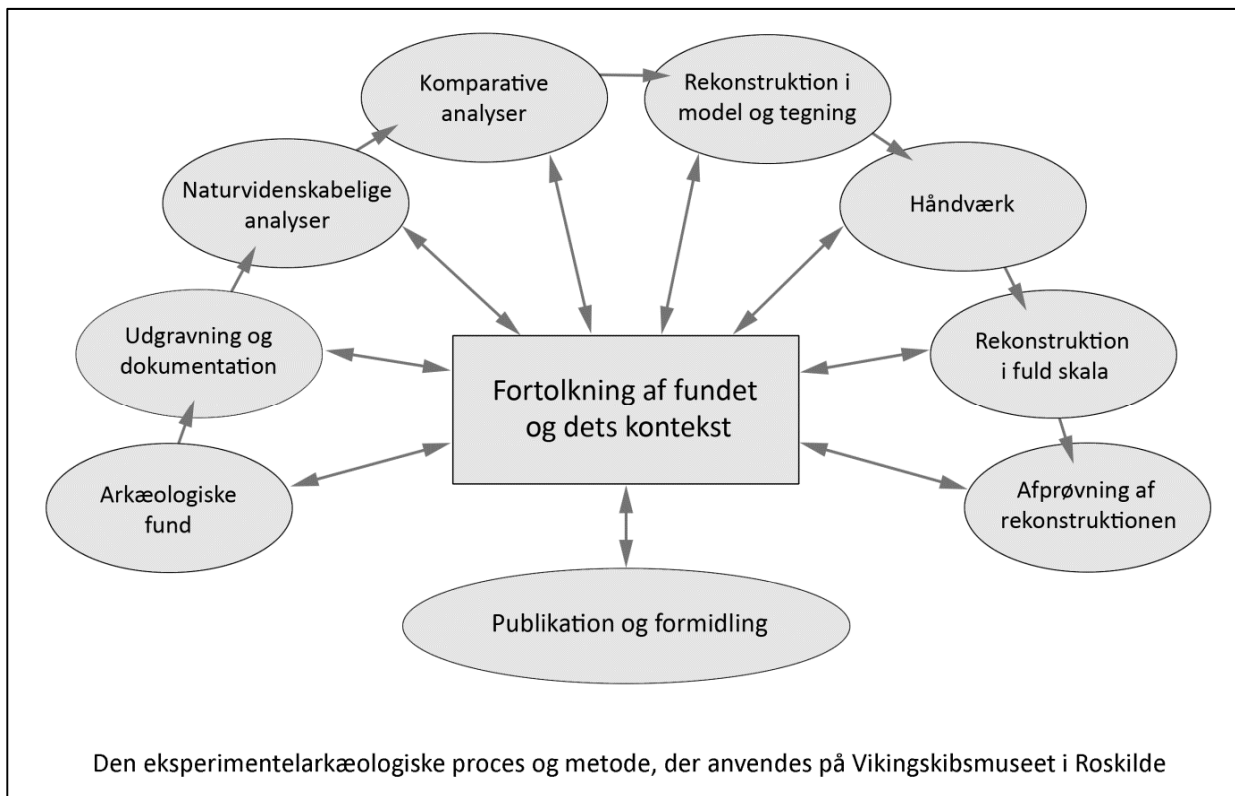 Komparative
analyser
Rekonstruktion i
model og tegning
Naturvidenskabelige
analyser
Håndværk
Udgravning og
dokumentation
Fortolkning af fundet
og dets kontekst
Rekonstruktion
i fuld skala
Arkæologiske
fund
Afprøvning af
rekonstruktionen
Publikation og formidling
Den eksperimentelarkæologiske proces og metode, der anvendes på Vikingskibsmuseet i Roskilde